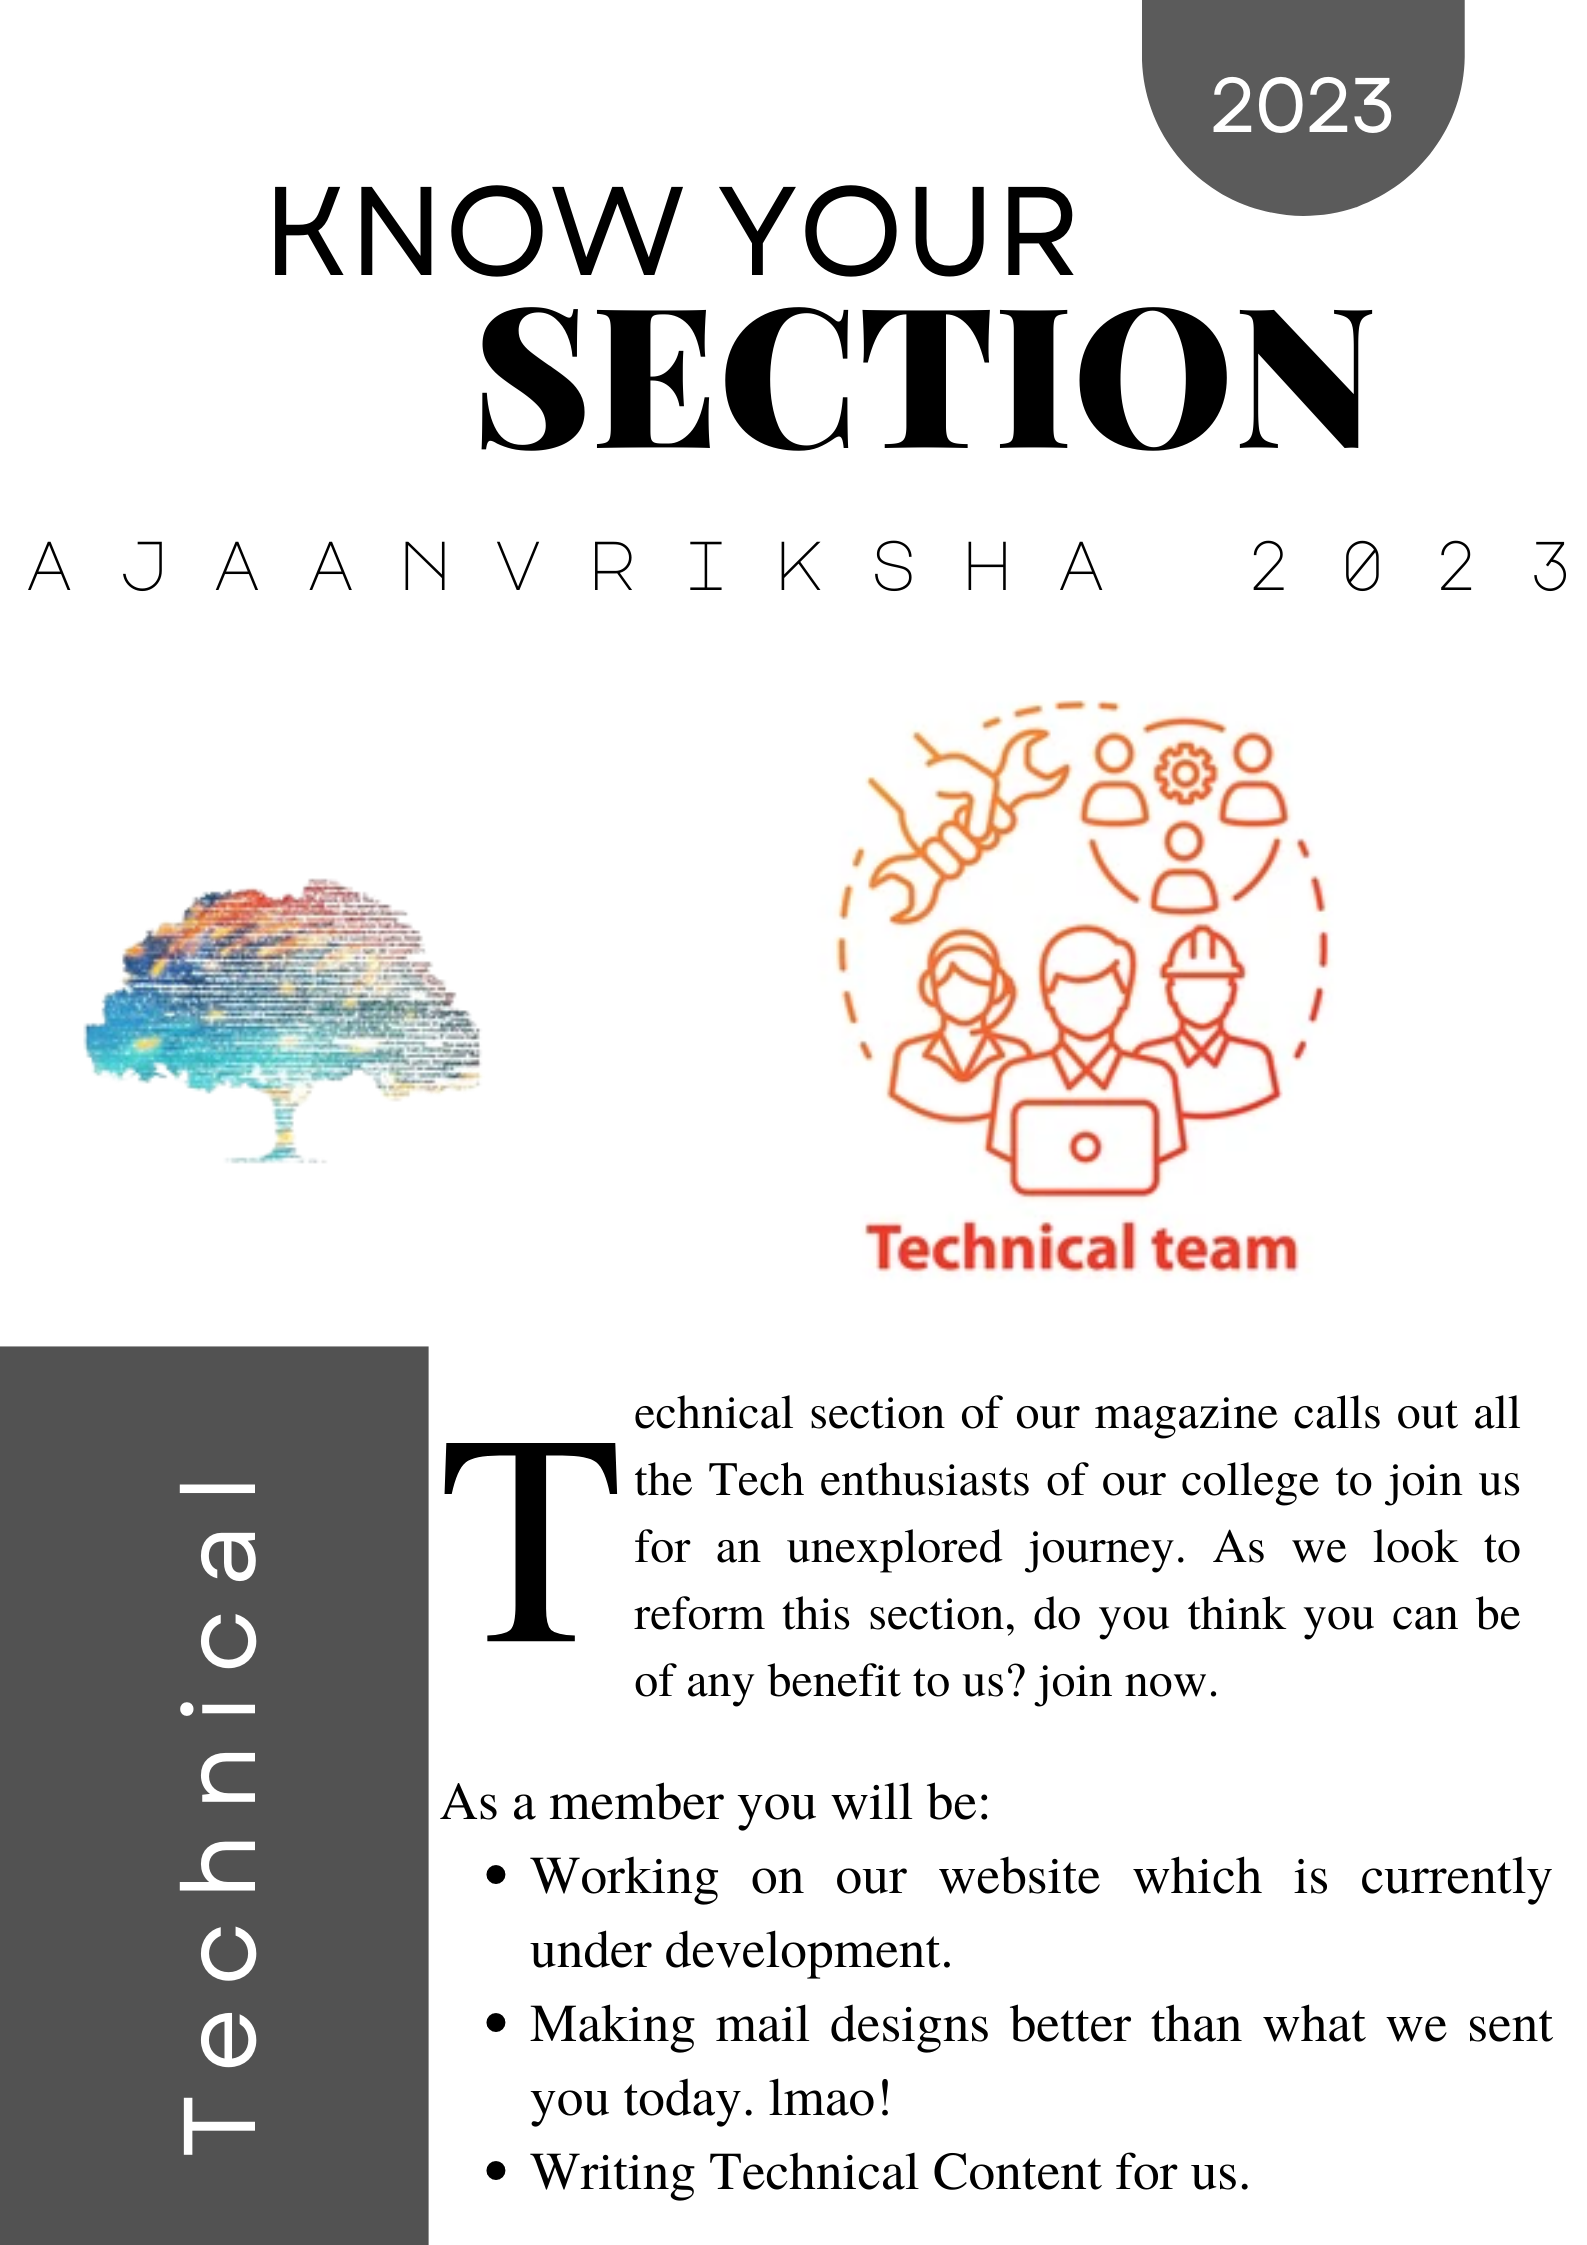 2023
KNOW YOUR
SECTION
AJAANVRIKSHA 2023
Technical team
Technical
Technical section of our magazine calls out all
the Tech enthusiasts of our college to join us
for an unexplored journey. As we look to
reform this section, do you think you can be
of any benefit to us? join now.
As a member you will be:
• Working on our website which is currently
under development.
• Making mail designs better than what we sent
you today. lmao!
• Writing Technical Content for us.